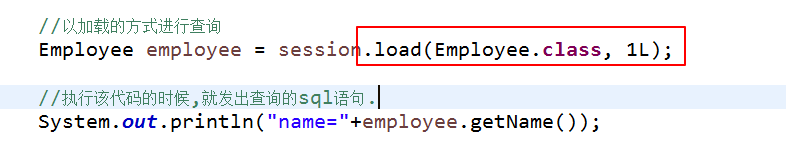 //以加载的方式进行查询
Employee employee = session.load(Employee.class, 1L);
//执行该代码的时候,就发出查询的sql语句.
System.out.println("name="+employee.getName());